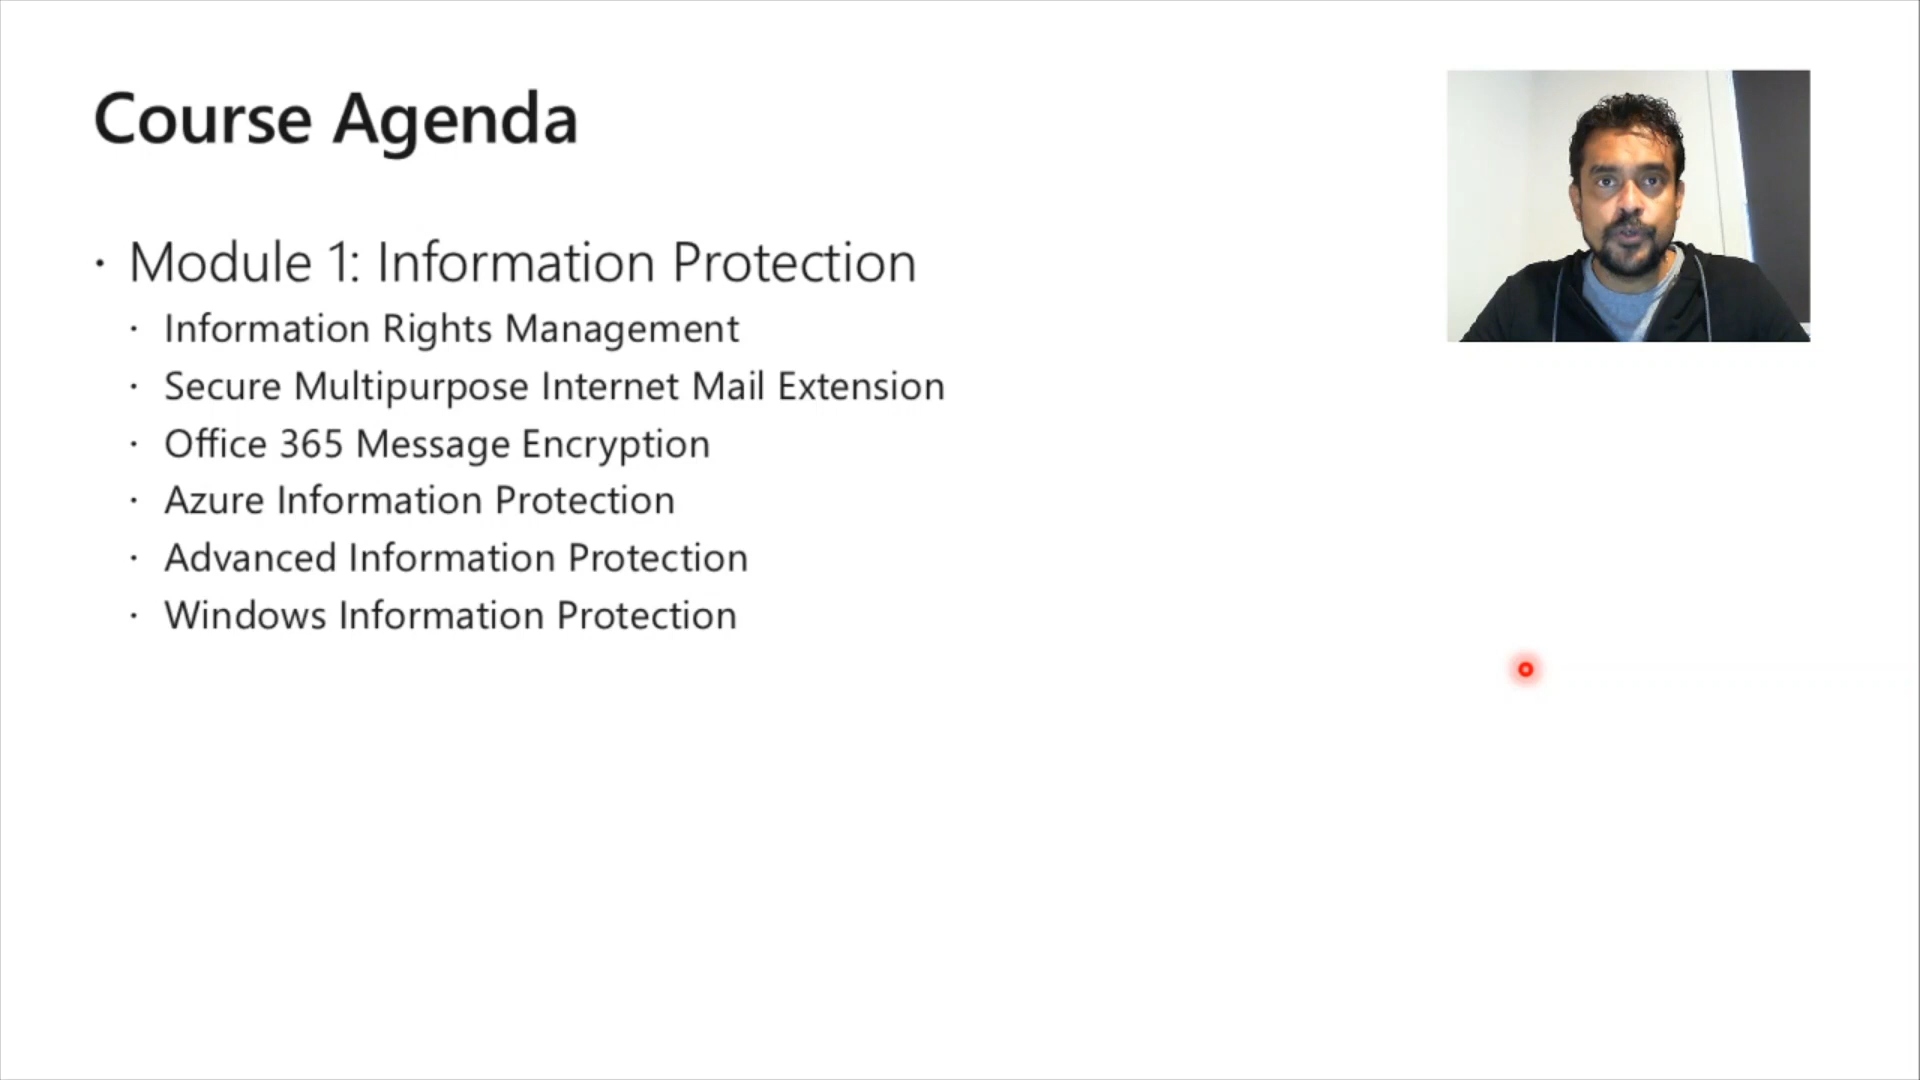 Course Agenda
· Module 1: Information Protection
· Information Rights Management
· Secure Multipurpose Internet Mail Extension
· Office 365 Message Encryption
· Azure Information Protection
· Advanced Information Protection
· Windows Information Protection